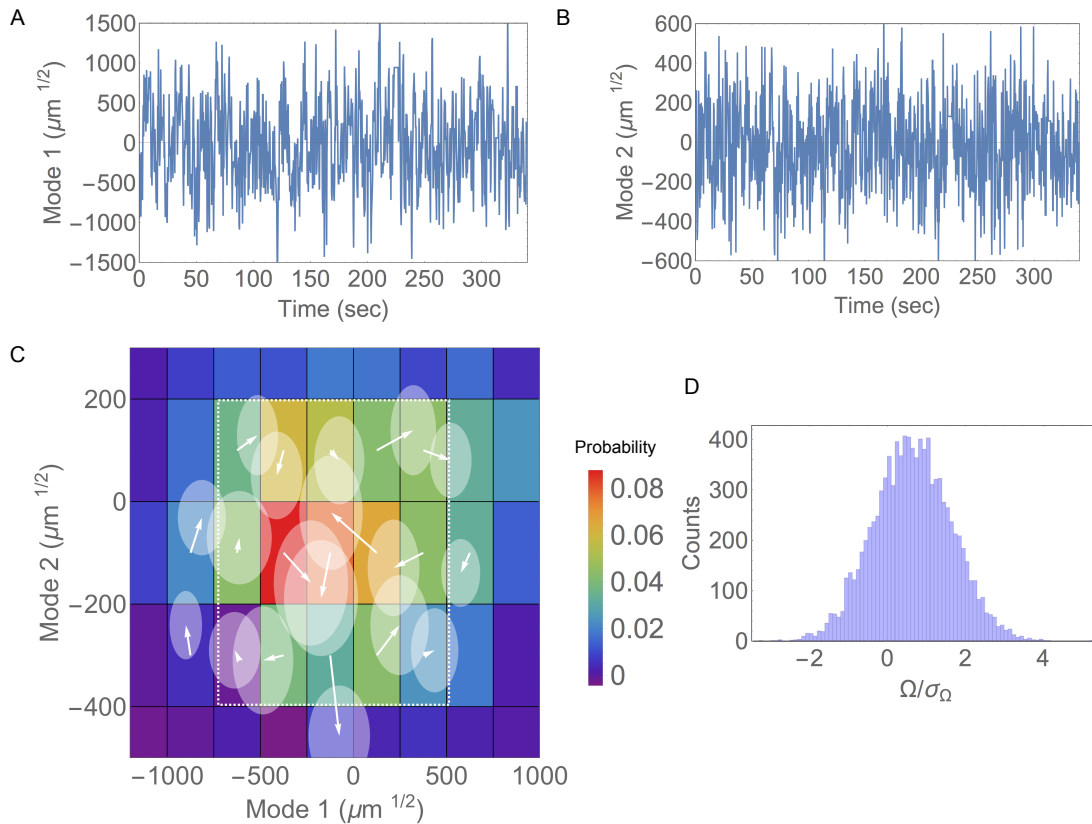 A
1500
1000
500
0
−500
−1000
−1500
Mode 1 (μm 1/2)
0 50 100 150 200 250 300
Time (sec)
B
600
400
200
0
−200
−400
−600
Mode 2 (μm 1/2)
0 50 100 150 200 250 300
Time (sec)
C
200
0
−200
−400
Mode 2 (μm 1/2)
−1000 −500 0 500 1000
Mode 1 (μm 1/2)
Probability
0.08
0.06
0.04
0.02
0
D
400
300
200
100
0
Counts
−2 0 2 4
Ω/σΩ